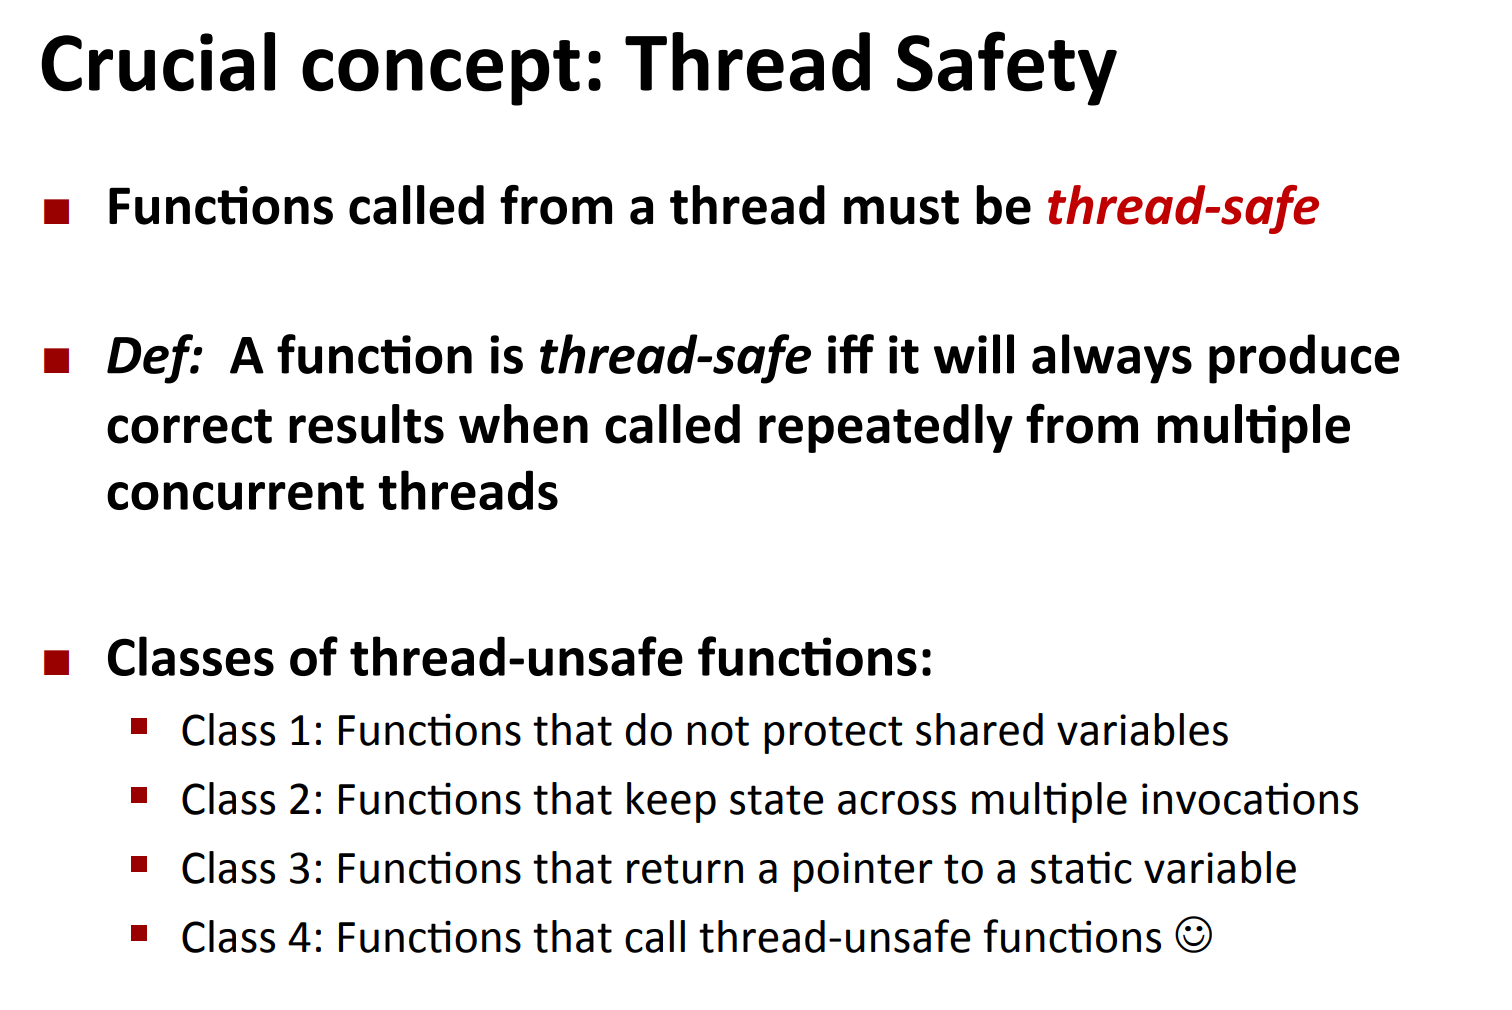 Crucial concept: Thread Safety
■ Functions called from a thread must be thread-safe
■ Def: A function is thread-safe iff it will always produce
correct results when called repeatedly from multiple
concurrent threads
■ Classes of thread-unsafe functions:
▪ Class 1: Functions that do not protect shared variables
▪ Class 2: Functions that keep state across multiple invocations
▪ Class 3: Functions that return a pointer to a static variable
▪ Class 4: Functions that call thread-unsafe functions ☺